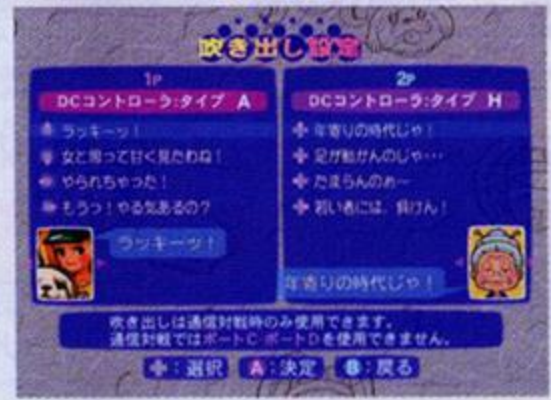 吹き出し設定
1P
DCコントローラ:タイプ A
ラッキーッ!
女と思って甘く見たわね!
やられちゃった!
もうっ!やる気あるの?
ラッキーッ!
2P
DCコントローラ:タイプ H
年寄りの時代じゃ!
足が動かんのじゃ…
たまらんのぉ〜
若い者には、負けん!
年寄りの時代じゃ!
吹き出しは通信対戦時のみ使用できます。
通信対戦ではポートC ポートDを使用できません。
✚:選択 A:決定 B:戻る